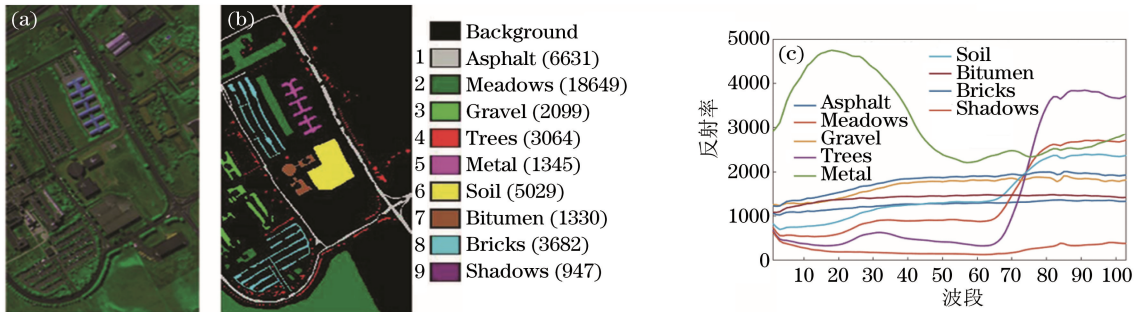 (a)
(b)
Background
1 Asphalt (6631)
2 Meadows (18649)
3 Gravel (2099)
4 Trees (3064)
5 Metal (1345)
6 Soil (5029)
7 Bitumen (1330)
8 Bricks (3682)
9 Shadows (947)
(c)
反射率
5000
4000
3000
2000
1000
0
Asphalt
Meadows
Gravel
Trees
Metal
Soil
Bitumen
Bricks
Shadows
10 20 30 40 50 60 70 80 90 100
波段